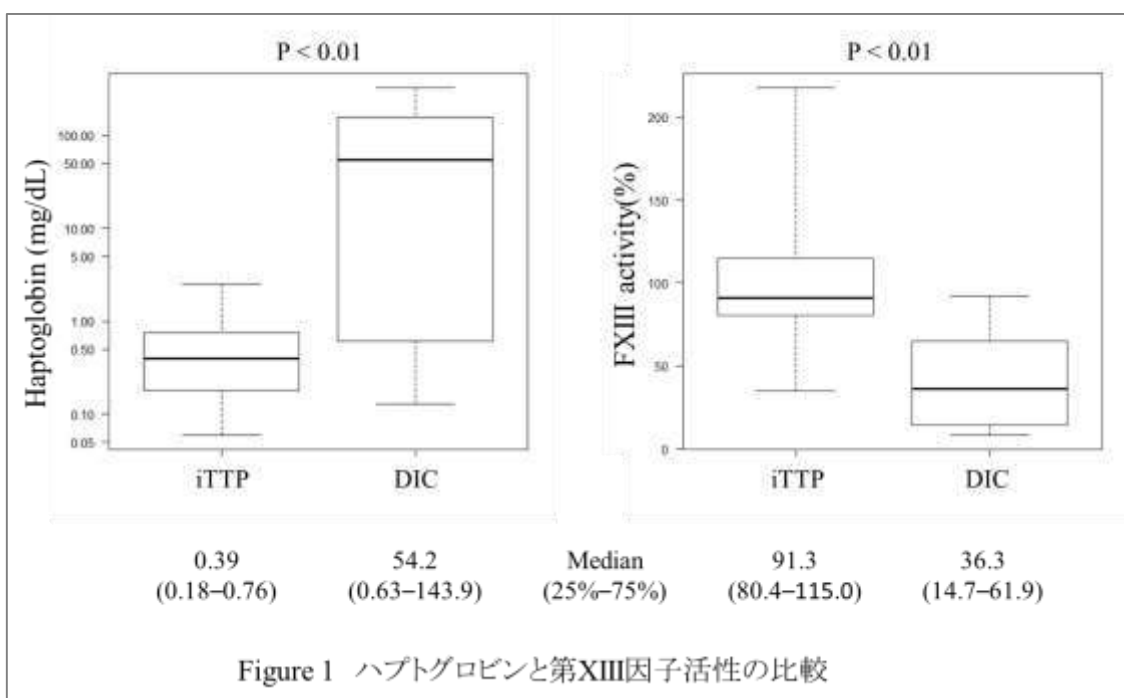 P < 0.01
Haptoglobin (mg/dL)
100.00
50.00
10.00
5.00
1.00
0.50
0.10
0.05
iTTP DIC
P < 0.01
FXIII activity(%)
200
150
100
50
0
iTTP DIC
0.39 54.2 Median 91.3 36.3
(0.18–0.76) (0.63–143.9) (25%–75%) (80.4–115.0) (14.7–61.9)
Figure 1 ハプトグロビンと第XIII因子活性の比較